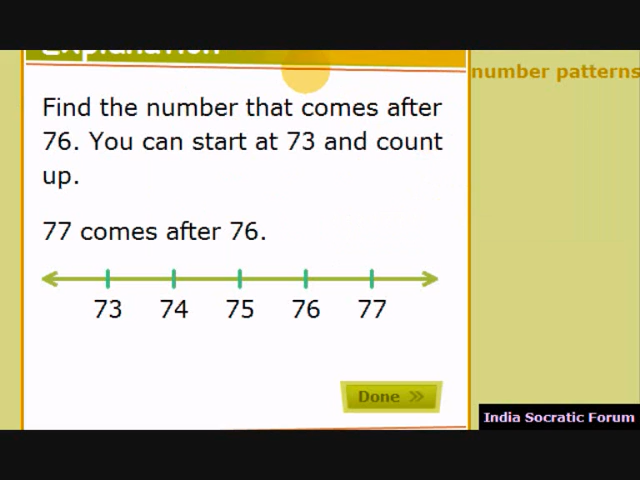 Explanation
number patterns
Find the number that comes after
76. You can start at 73 and count
up.
77 comes after 76.
73 74 75 76 77
Done
India Socratic Forum